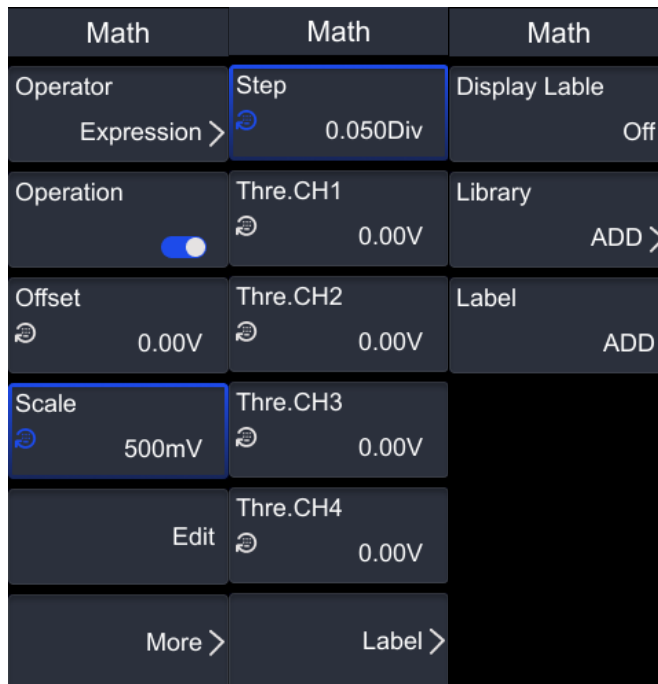 Math
Operator
Expression
Operation
Offset
0.00V
Scale
500mV
Edit
More
Math
Step
0.050Div
Thre.CH1
0.00V
Thre.CH2
0.00V
Thre.CH3
0.00V
Thre.CH4
0.00V
Label
Math
Display Lable
Off
Library
ADD
Label
ADD